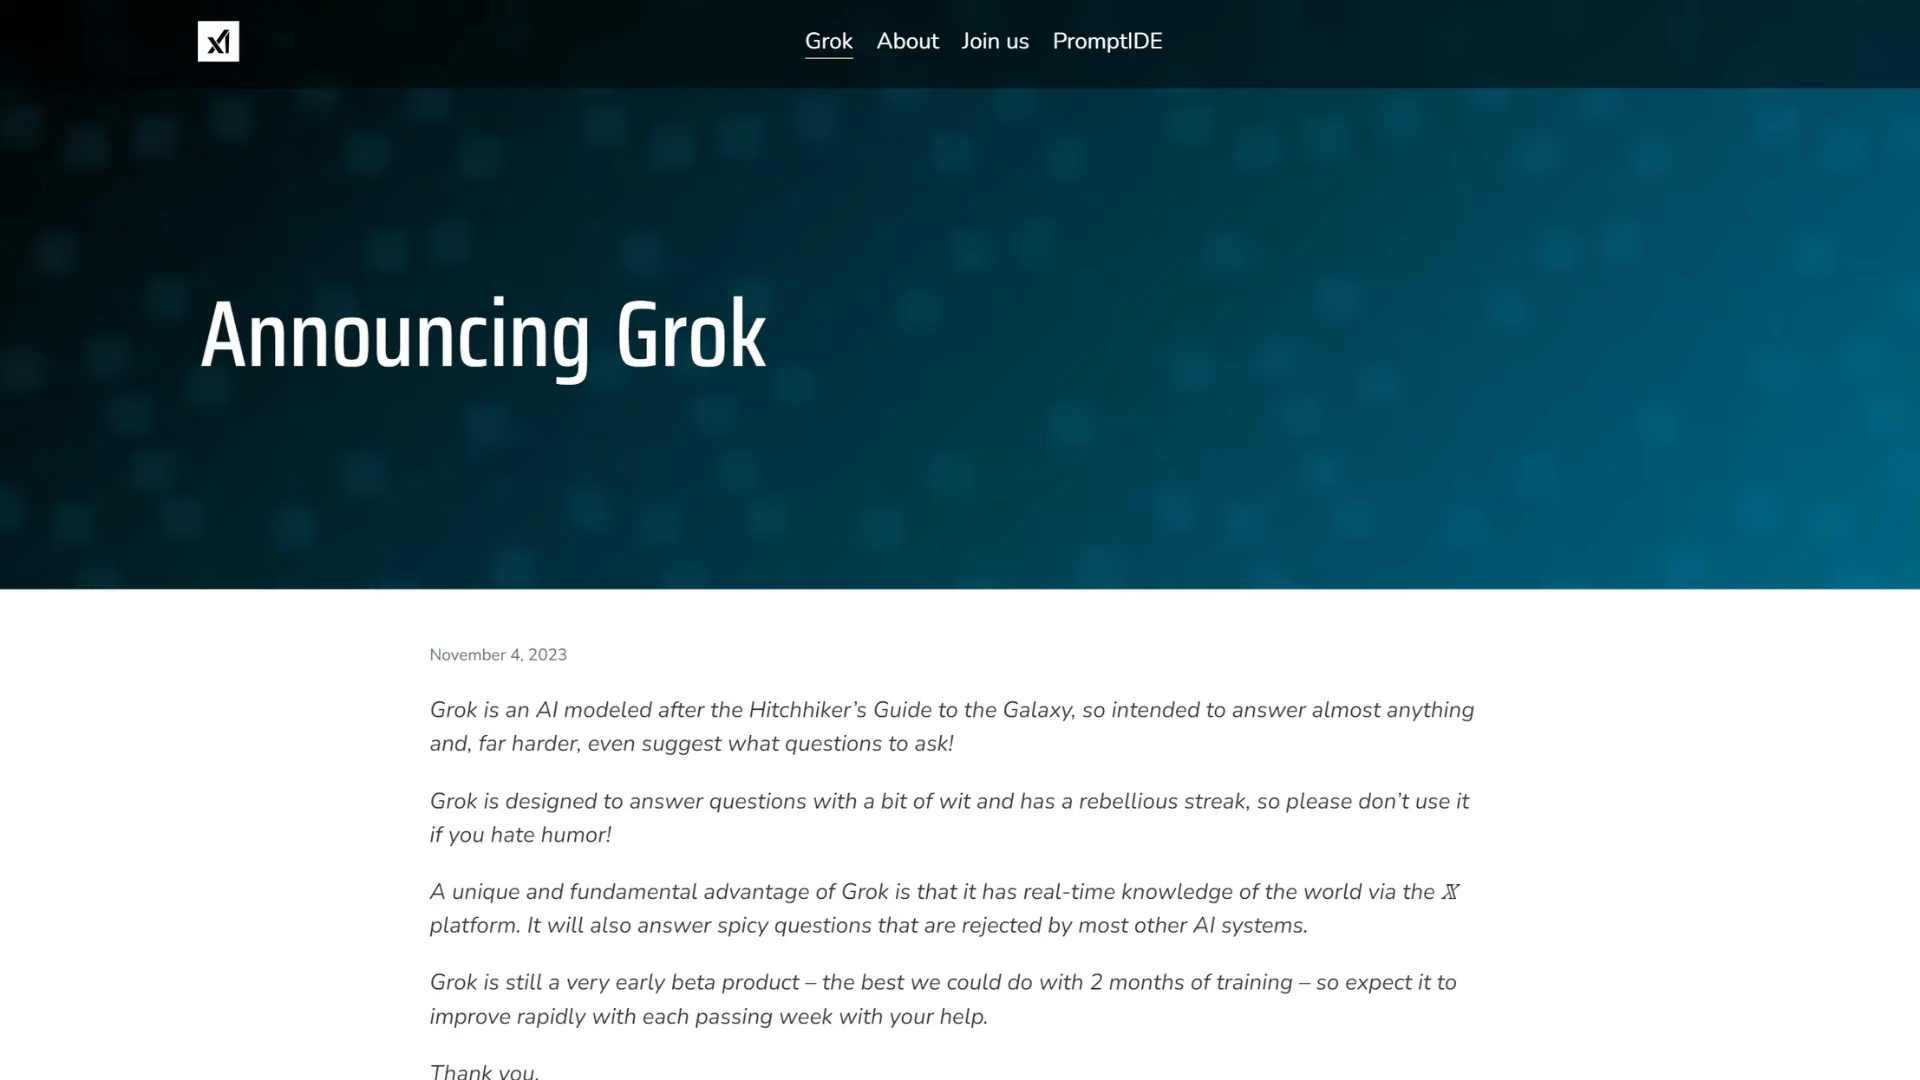 xI
Grok About Join us PromptIDE
Announcing Grok
November 4, 2023
Grok is an AI modeled after the Hitchhiker’s Guide to the Galaxy, so intended to answer almost anything
and, far harder, even suggest what questions to ask!
Grok is designed to answer questions with a bit of wit and has a rebellious streak, so please don’t use it
if you hate humor!
A unique and fundamental advantage of Grok is that it has real-time knowledge of the world via the 𝕏
platform. It will also answer spicy questions that are rejected by most other AI systems.
Grok is still a very early beta product – the best we could do with 2 months of training – so expect it to
improve rapidly with each passing week with your help.
Thank you,